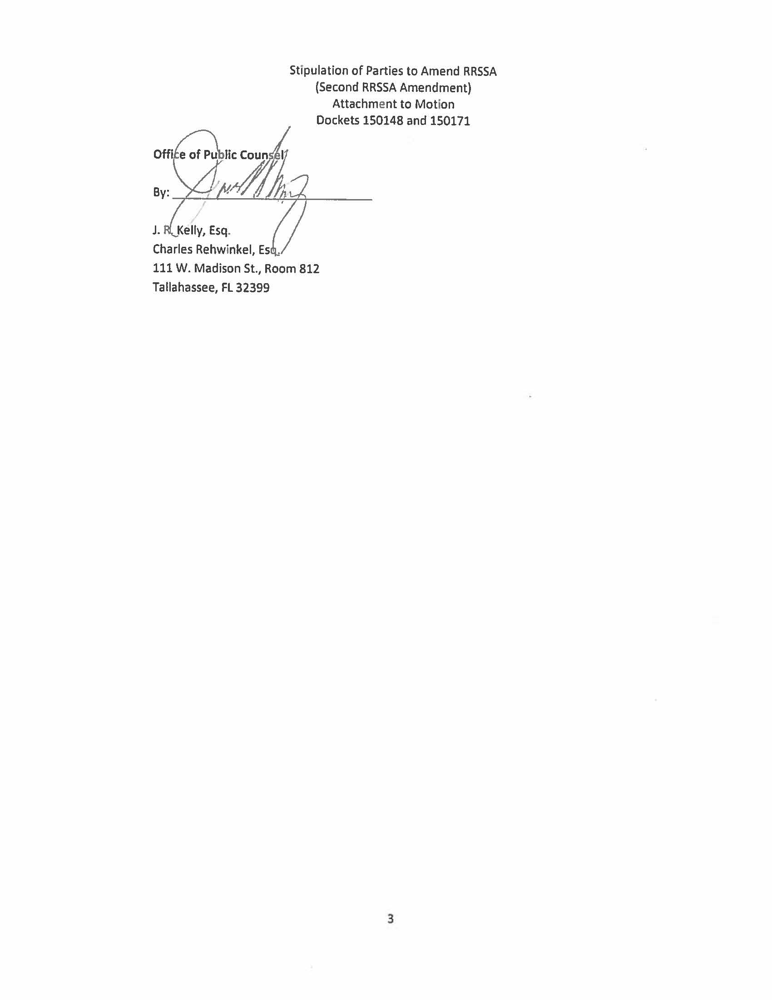 Stipulation of Parties to Amend RRSSA
(Second RRSSA Amendment)
Attachment to Motion
Dockets 150148 and 150171
Office of Public Counsel
By:
J. R. Kelly, Esq.
Charles Rehwinkel, Esq.
111 W. Madison St., Room 812
Tallahassee, FL 32399
3